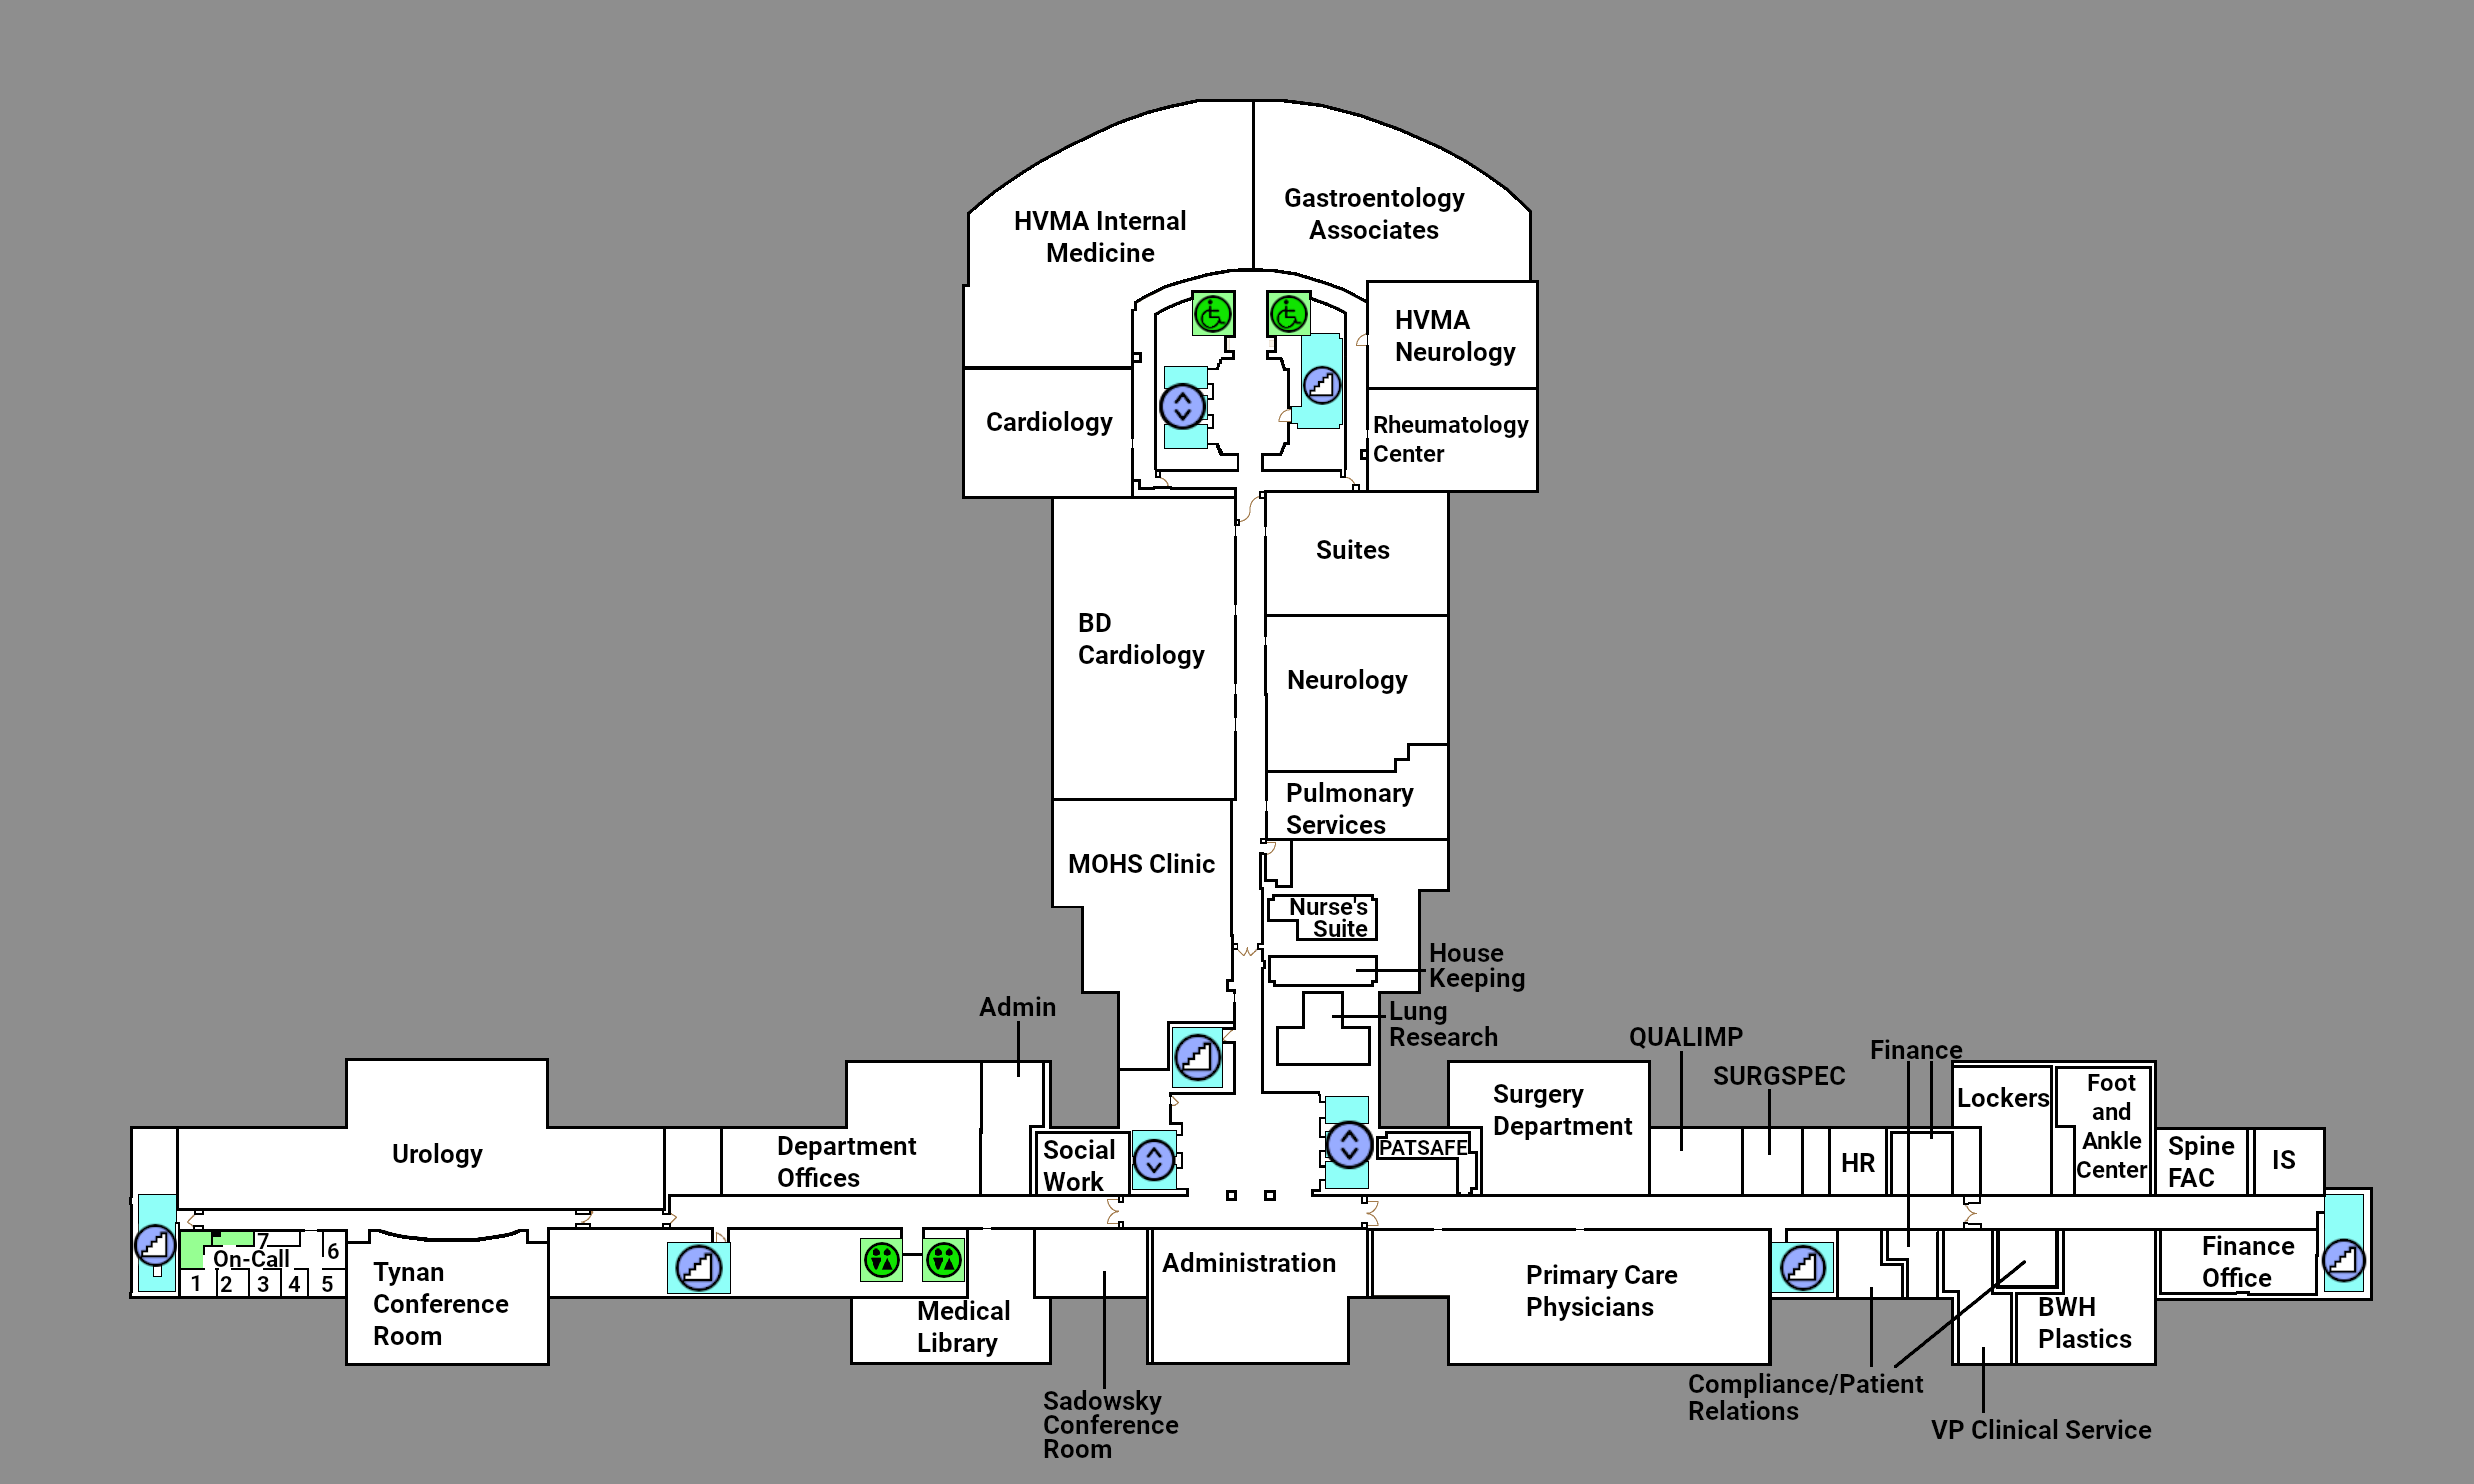 Gastroentology
Associates
HVMA Internal
Medicine
HVMA
Neurology
Cardiology
Rheumatology
Center
Suites
BD
Cardiology
Neurology
Pulmonary
Services
MOHS Clinic
Nurse's
Suite
House
Keeping
Admin
Lung
Research
QUALIMP
Finance
SURGSPEC
Surgery
Department
Lockers
Foot
and
Ankle
Center
Urology
Department
Offices
Social
Work
PATSAFE
HR
Spine
FAC
IS
7
On-Call
6
1
2
3
4
5
Tynan
Conference
Room
Medical
Library
Administration
Primary Care
Physicians
Finance
Office
BWH
Plastics
Sadowsky
Conference
Room
Compliance/Patient
Relations
VP Clinical Service